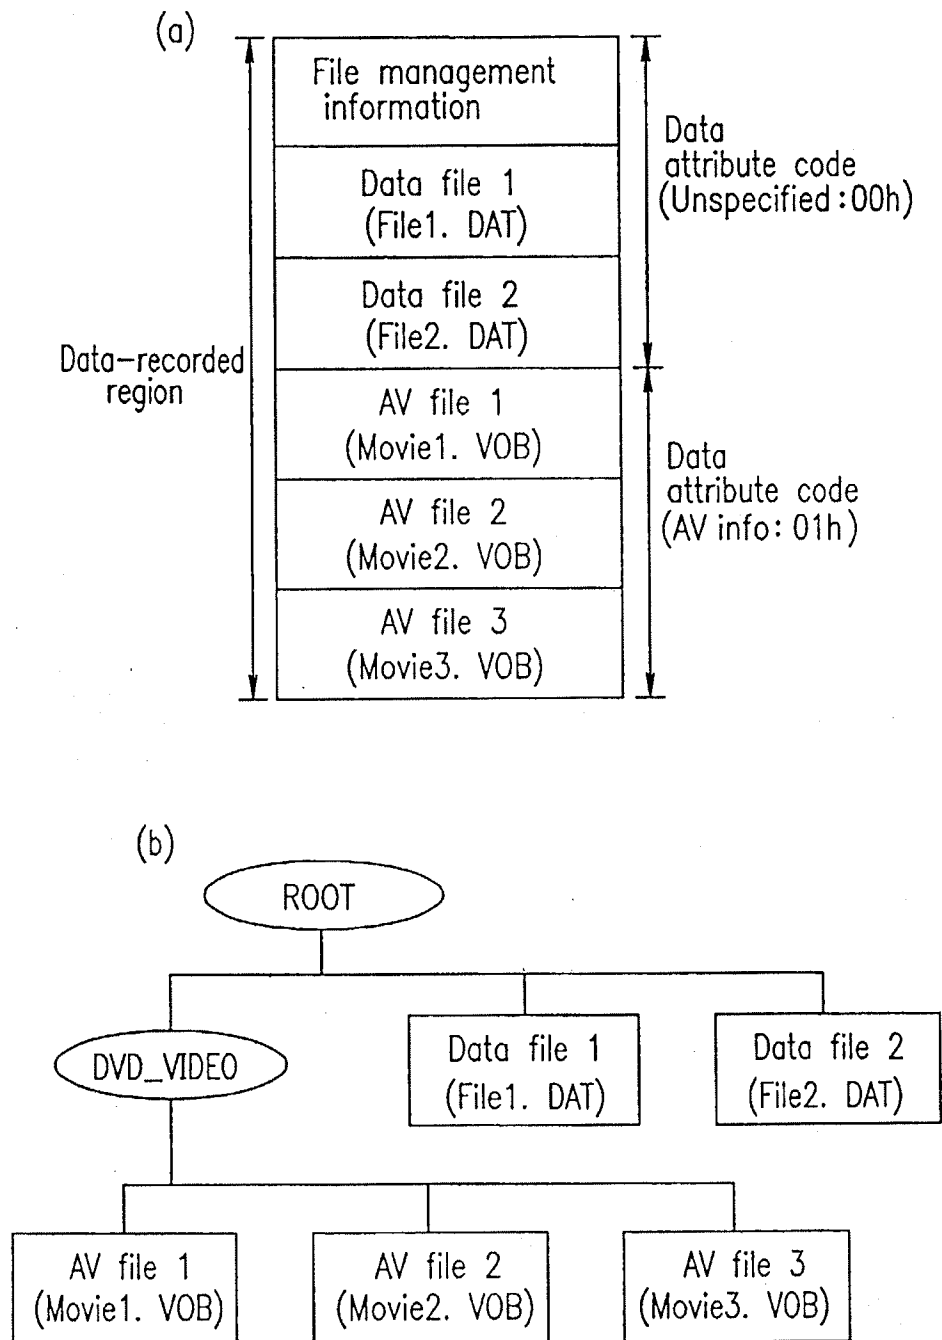 (a)
File management
information
Data file 1
(File1. DAT)
Data file 2
(File2. DAT)
AV file 1
(Movie1. VOB)
AV file 2
(Movie2. VOB)
AV file 3
(Movie3. VOB)
Data-recorded
region
Data
attribute code
(Unspecified:00h)
Data
attribute code
(AV info: 01h)
(b)
ROOT
DVD_VIDEO
Data file 1
(File1. DAT)
Data file 2
(File2. DAT)
AV file 1
(Movie1. VOB)
AV file 2
(Movie2. VOB)
AV file 3
(Movie3. VOB)